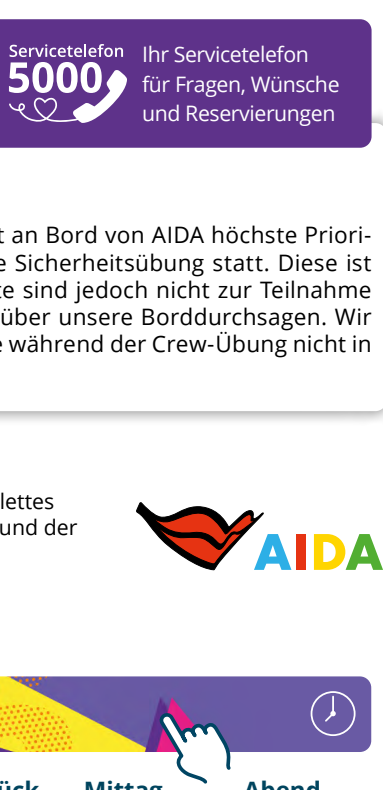 Servicetelefon
5000
Ihr Servicetelefon
für Fragen, Wünsche
und Reservierungen
t an Bord von AIDA höchste Priori-
e Sicherheitsübung statt. Diese ist
te sind jedoch nicht zur Teilnahme
über unsere Borddurchsagen. Wir
e während der Crew-Übung nicht in
lettes
und der
AIDA
ück Mittag Abend